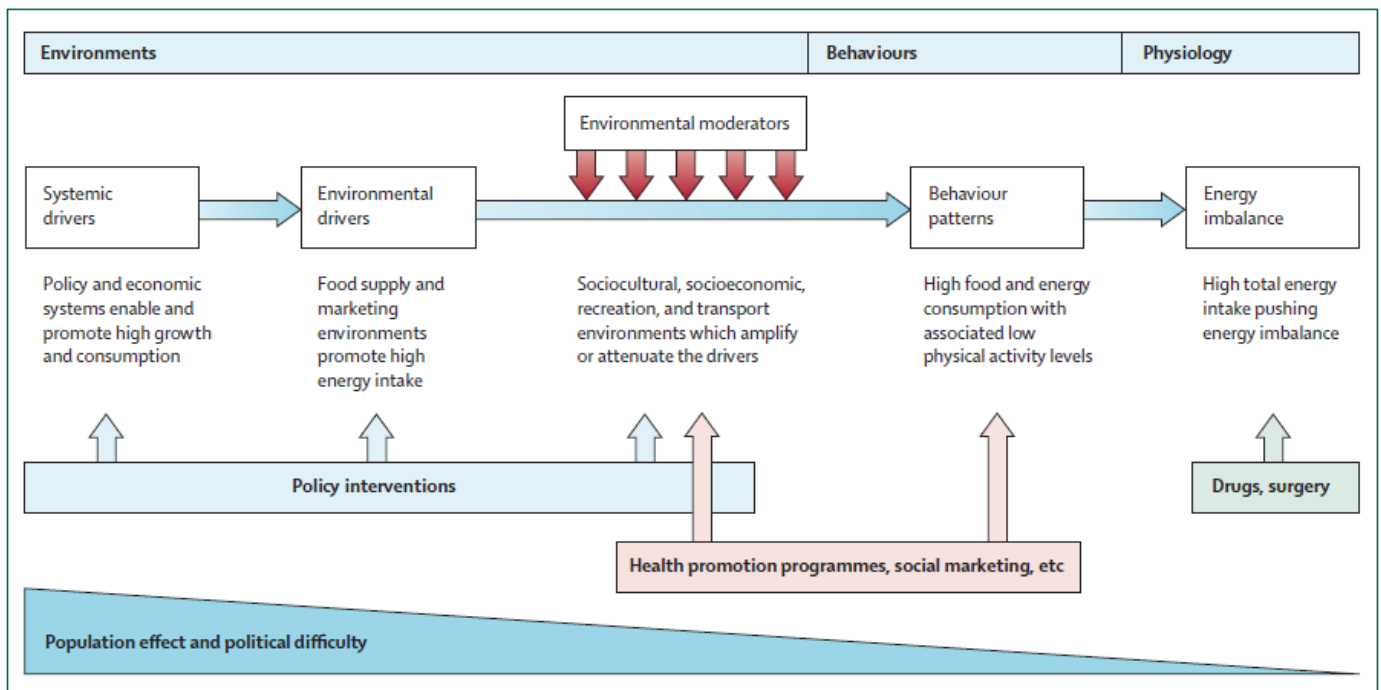 Environments
Behaviours
Physiology
Environmental moderators
Systemic
drivers
Environmental
drivers
Behaviour
patterns
Energy
imbalance
Policy and economic
systems enable and
promote high growth
and consumption
Food supply and
marketing
environments
promote high
energy intake
Sociocultural, socioeconomic,
recreation, and transport
environments which amplify
or attenuate the drivers
High food and energy
consumption with
associated low
physical activity levels
High total energy
intake pushing
energy imbalance
Policy interventions
Drugs, surgery
Health promotion programmes, social marketing, etc
Population effect and political difficulty